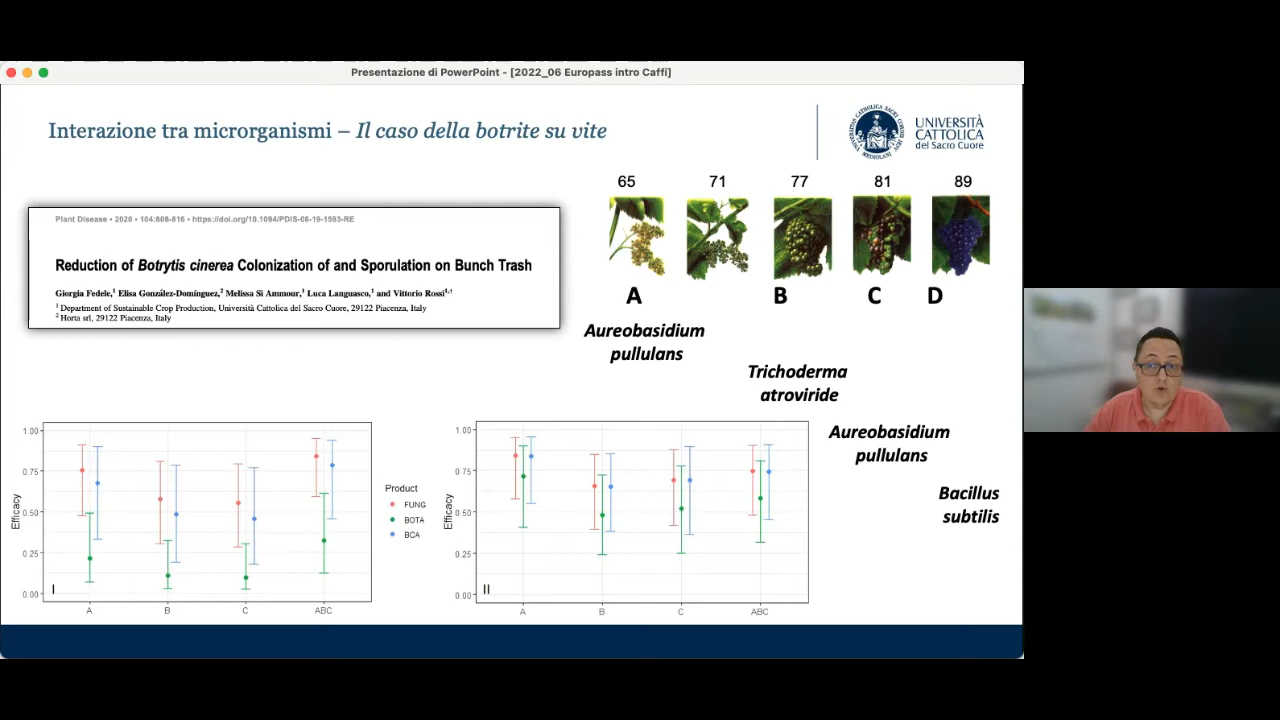 Presentazione di PowerPoint - [2022_06 Europass intro Caffi]
Interazione tra microrganismi – Il caso della botrite su vite
UNIVERSITÀ
CATTOLICA
del Sacro Cuore
Plant Disease • 2020 • 104:808-816 • https://doi.org/10.1094/PDIS-08-19-1593-RE
Reduction of Botrytis cinerea Colonization of and Sporulation on Bunch Trash
Giorgia Fedele,1 Elisa González-Domínguez,2 Melissa Si Ammour,1 Luca Languasco,1 and Vittorio Rossi1,†
1 Department of Sustainable Crop Production, Università Cattolica del Sacro Cuore, 29122 Piacenza, Italy
2 Horta srl, 29122 Piacenza, Italy
65 71 77 81 89
A B C D
Aureobasidium
pullulans
Trichoderma
atroviride
Aureobasidium
pullulans
Bacillus
subtilis
1.00
0.75
0.50
0.25
0.00
Efficacy
I
A B C ABC
Product
FUNG
BOTA
BCA
1.00
0.75
0.50
0.25
0.00
Efficacy
II
A B C ABC